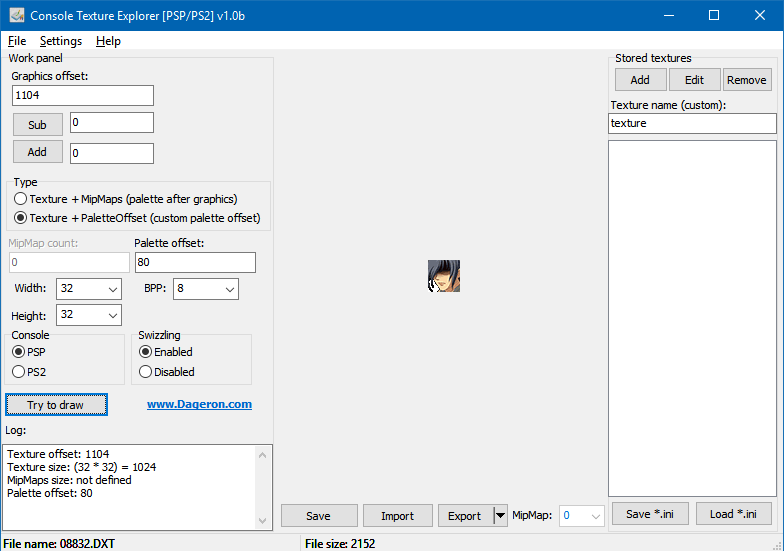 Console Texture Explorer [PSP/PS2] v1.0b
File Settings Help
Work panel
Graphics offset:
1104
Sub 0
Add 0
Type
Texture + MipMaps (palette after graphics)
Texture + PaletteOffset (custom palette offset)
MipMap count: Palette offset:
0 80
Width: 32 BPP: 8
Height: 32
Console Swizzling
PSP Enabled
PS2 Disabled
Try to draw www.Dageron.com
Log:
Texture offset: 1104
Texture size: (32 * 32) = 1024
MipMaps size: not defined
Palette offset: 80
Save Import Export MipMap: 0
Stored textures
Add Edit Remove
Texture name (custom):
texture
Save *.ini Load *.ini
File name: 08832.DXT File size: 2152